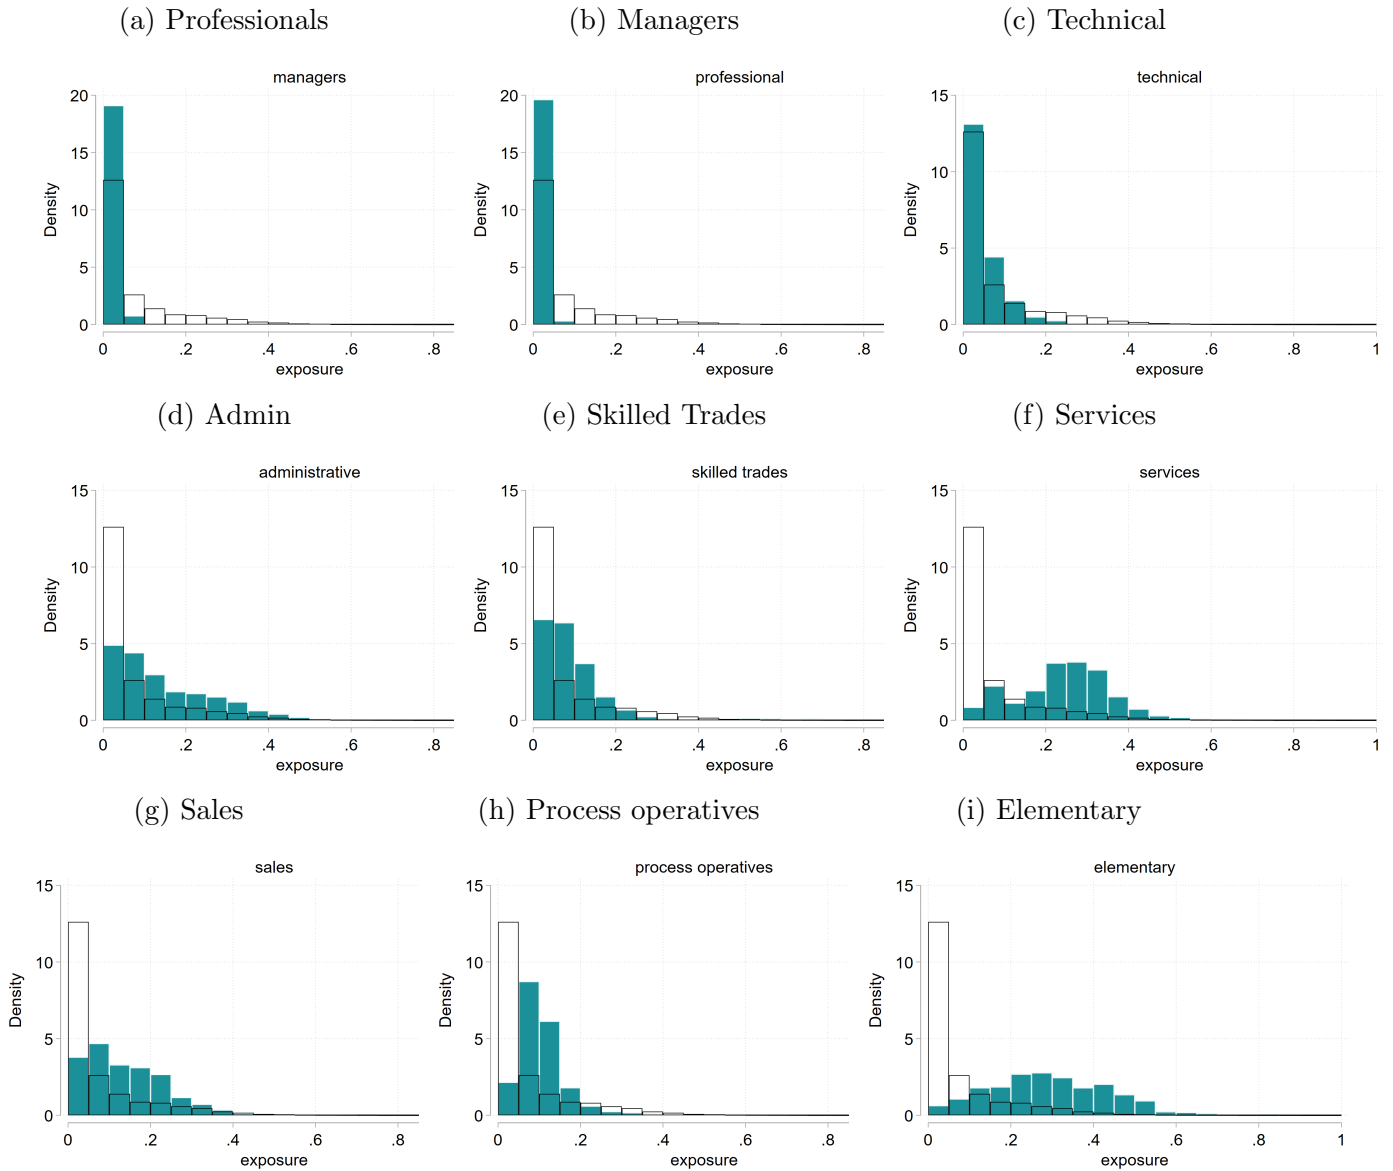 (a) Professionals
(b) Managers
(c) Technical
managers
Density
20
15
10
5
0
0 .2 .4 .6 .8
exposure
professional
Density
20
15
10
5
0
0 .2 .4 .6 .8
exposure
technical
Density
15
10
5
0
0 .2 .4 .6 .8 1
exposure
(d) Admin
(e) Skilled Trades
(f) Services
administrative
Density
15
10
5
0
0 .2 .4 .6 .8
exposure
skilled trades
Density
15
10
5
0
0 .2 .4 .6 .8
exposure
services
Density
15
10
5
0
0 .2 .4 .6 .8 1
exposure
(g) Sales
(h) Process operatives
(i) Elementary
sales
Density
15
10
5
0
0 .2 .4 .6 .8
exposure
process operatives
Density
15
10
5
0
0 .2 .4 .6 .8
exposure
elementary
Density
15
10
5
0
0 .2 .4 .6 .8 1
exposure